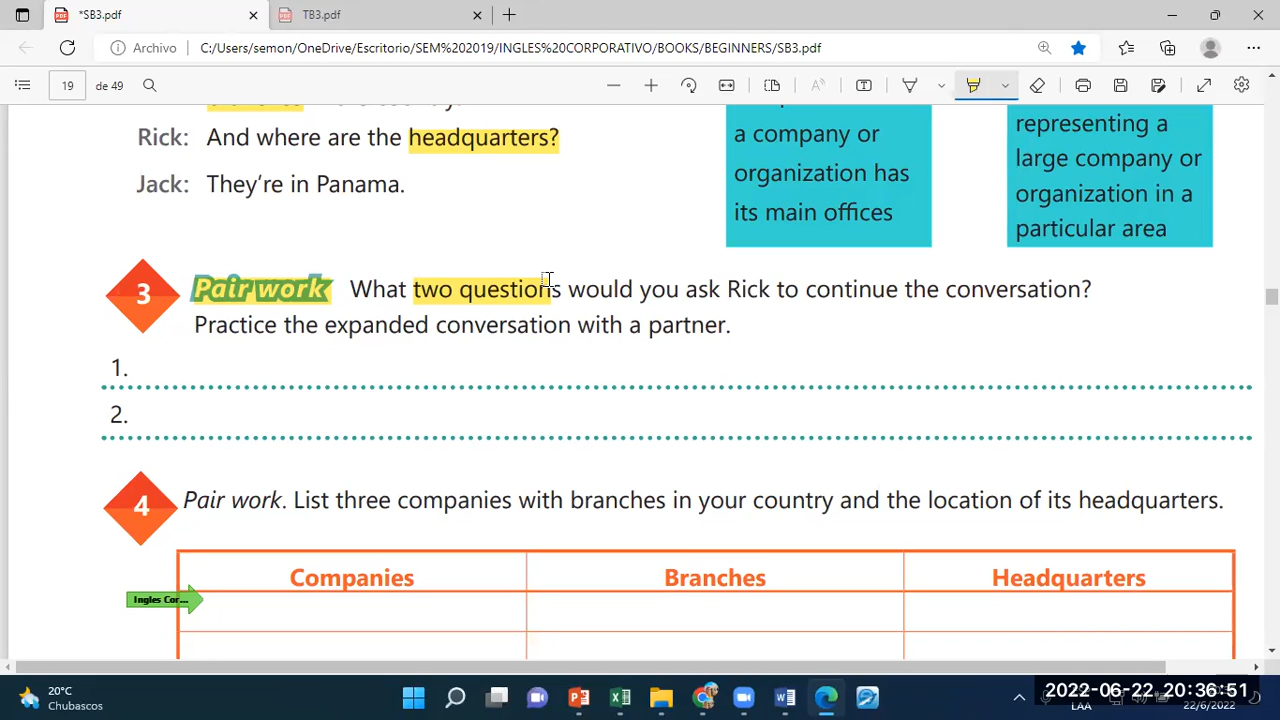 *SB3.pdf
TB3.pdf
Archivo
C:/Users/semon/OneDrive/Escritorio/SEM%202019/INGLES%20CORPORATIVO/BOOKS/BEGINNERS/SB3.pdf
19
de 49
Rick: And where are the headquarters?
Jack: They're in Panama.
a company or
organization has
its main offices
representing a
large company or
organization in a
particular area
3
Pair work What two questions would you ask Rick to continue the conversation?
Practice the expanded conversation with a partner.
1.
2.
4
Pair work. List three companies with branches in your country and the location of its headquarters.
Companies Branches Headquarters
Ingles Cor...
20°C
Chubascos
2022-06-22 20:36:51
LAA
22/6/2022